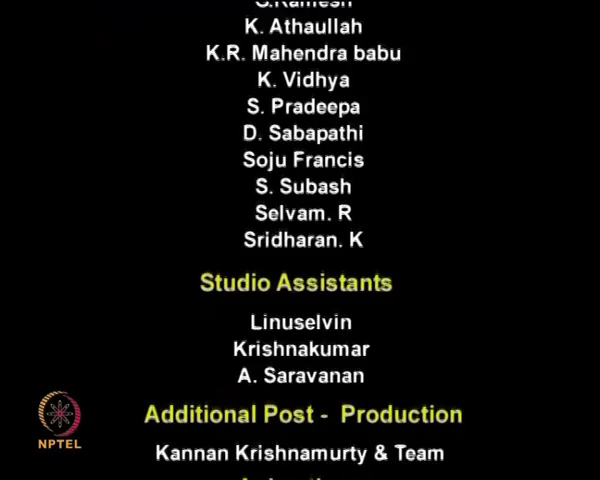 G.Ramesh
K. Athaullah
K.R. Mahendra babu
K. Vidhya
S. Pradeepa
D. Sabapathi
Soju Francis
S. Subash
Selvam. R
Sridharan. K
Studio Assistants
Linuselvin
Krishnakumar
A. Saravanan
Additional Post - Production
Kannan Krishnamurty & Team
NPTEL